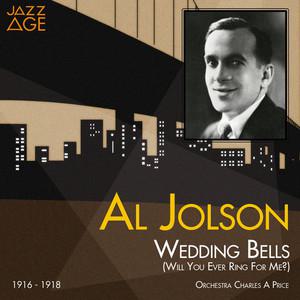 JAZZ
AGE
AL JOLSON
WEDDING BELLS
(WILL YOU EVER RING FOR ME?)
1916 - 1918
ORCHESTRA CHARLES A PRICE